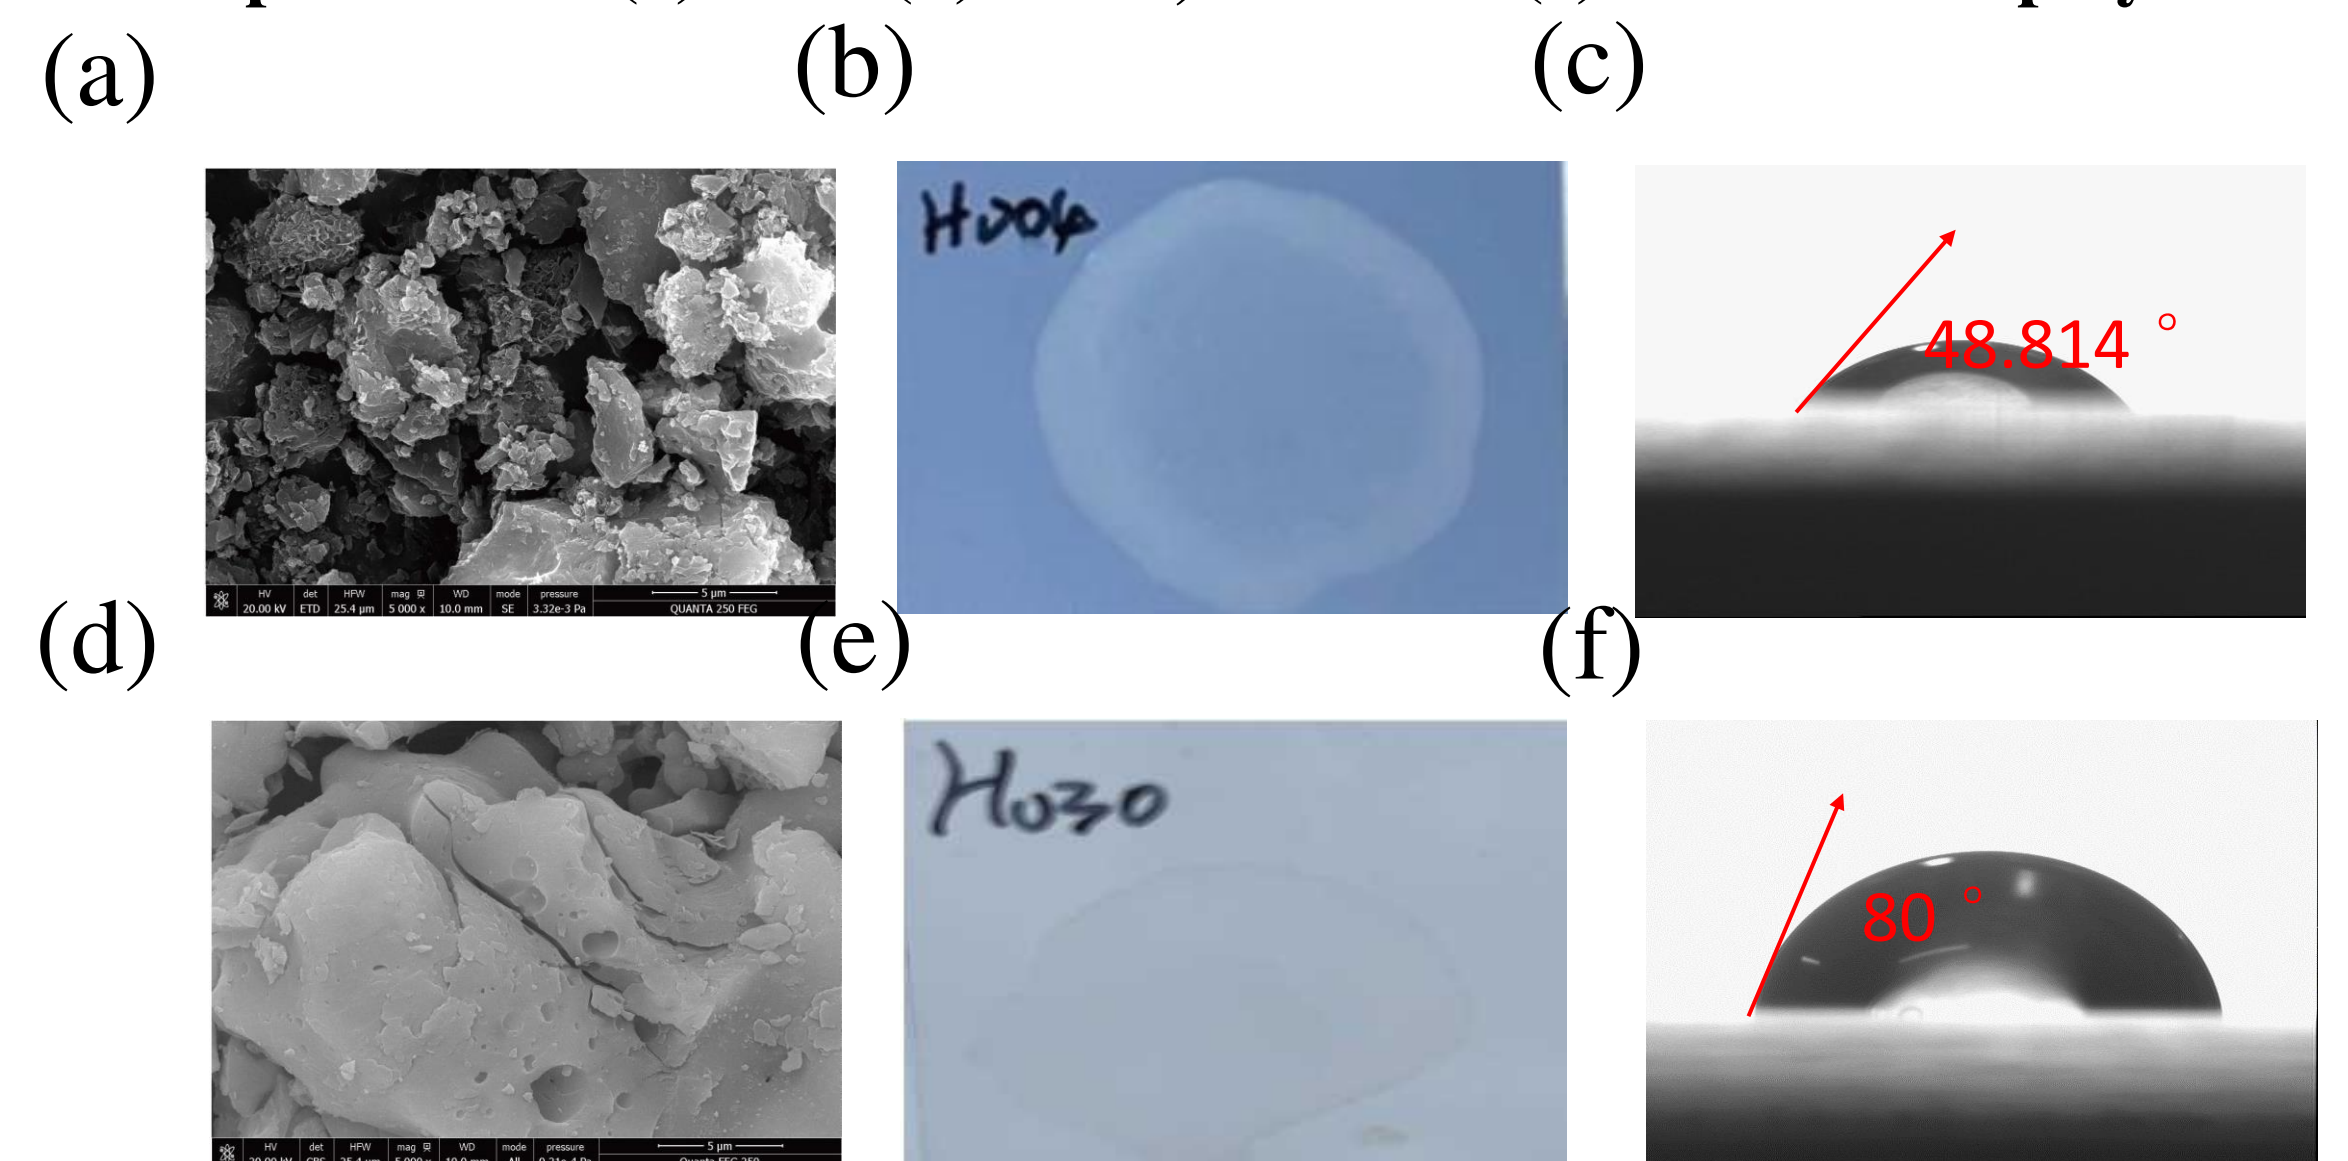 (a)
(b)
(c)
HV
det
HFW
mag
WD
mode
pressure
5 µm
20.00 kV
ETD
25.4 µm
5 000 x
10.0 mm
SE
3.32e-3 Pa
QUANTA 250 FEG
48.814 °
(d)
(e)
(f)
80 °
HV
det
HFW
mag
WD
mode
pressure
5 µm